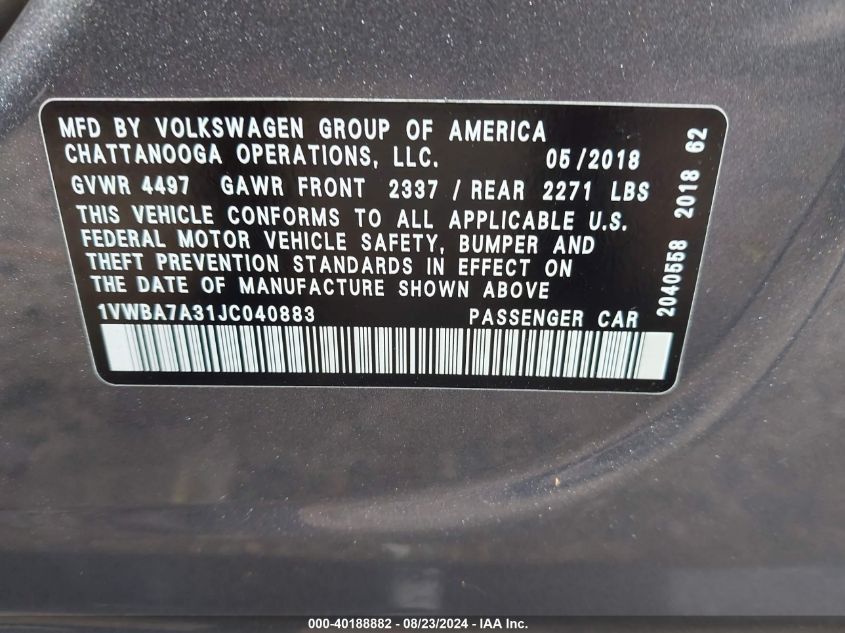 MFD BY VOLKSWAGEN GROUP OF AMERICA
CHATTANOOGA OPERATIONS, LLC. 05/2018
GVWR 4497 GAWR FRONT 2337 / REAR 2271 LBS
THIS VEHICLE CONFORMS TO ALL APPLICABLE U.S.
FEDERAL MOTOR VEHICLE SAFETY, BUMPER AND
THEFT PREVENTION STANDARDS IN EFFECT ON
THE DATE OF MANUFACTURE SHOWN ABOVE
1VWBA7A31JC040883 PASSENGER CAR
2040558 2018 62
000-40188882 - 08/23/2024 - IAA Inc.